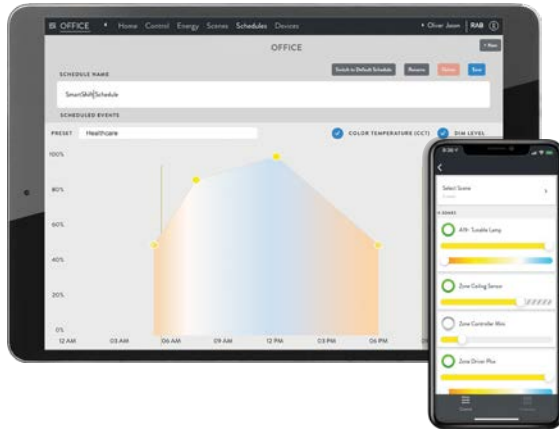 OFFICE Home Control Energy Scenes Schedules Devices Oliver Jason RAB
OFFICE
+ New
SCHEDULE NAME
Switch to Default Schedule Rename Delete Save
SmartShift Schedule
SCHEDULED EVENTS
PRESET Healthcare COLOR TEMPERATURE (CCT) DIM LEVEL
100%
80%
60%
40%
20%
0%
12 AM 03 AM 06 AM 09 AM 12 PM 03 PM 06 PM
Select Scene
A19- Tunable Lamp
Zone Ceiling Sensor
Zone Controller Mini
Zone Driver Plus
Control